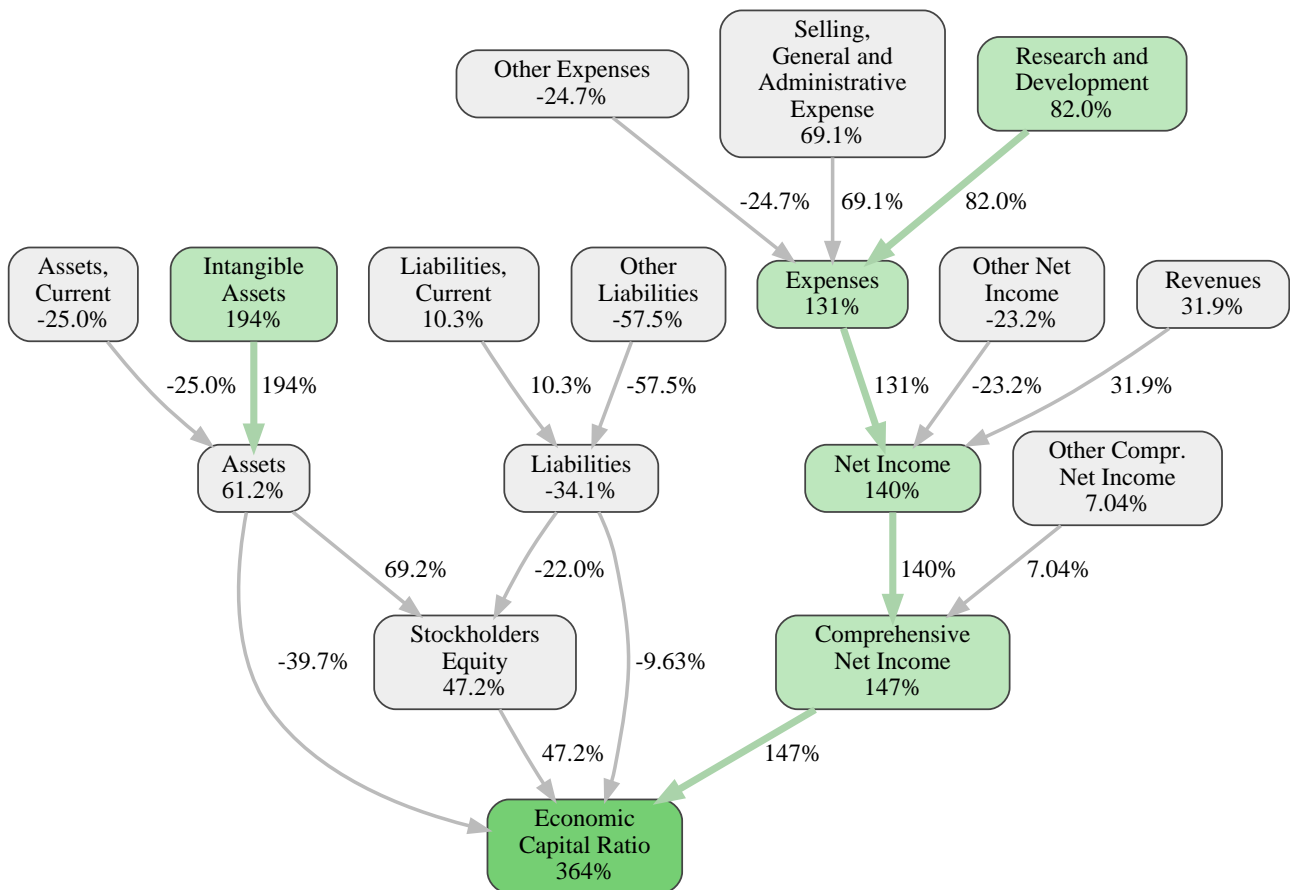 Selling,
General and
Administrative
Expense
69.1%
Other Expenses
-24.7%
Research and
Development
82.0%
-24.7%
69.1%
82.0%
Assets,
Current
-25.0%
Intangible
Assets
194%
Liabilities,
Current
10.3%
Other
Liabilities
-57.5%
Expenses
131%
Other Net
Income
-23.2%
Revenues
31.9%
-25.0%
194%
10.3%
-57.5%
131%
-23.2%
31.9%
Assets
61.2%
Liabilities
-34.1%
Net Income
140%
Other Compr.
Net Income
7.04%
69.2%
-22.0%
140%
7.04%
Stockholders
Equity
47.2%
Comprehensive
Net Income
147%
-39.7%
-9.63%
47.2%
147%
Economic
Capital Ratio
364%